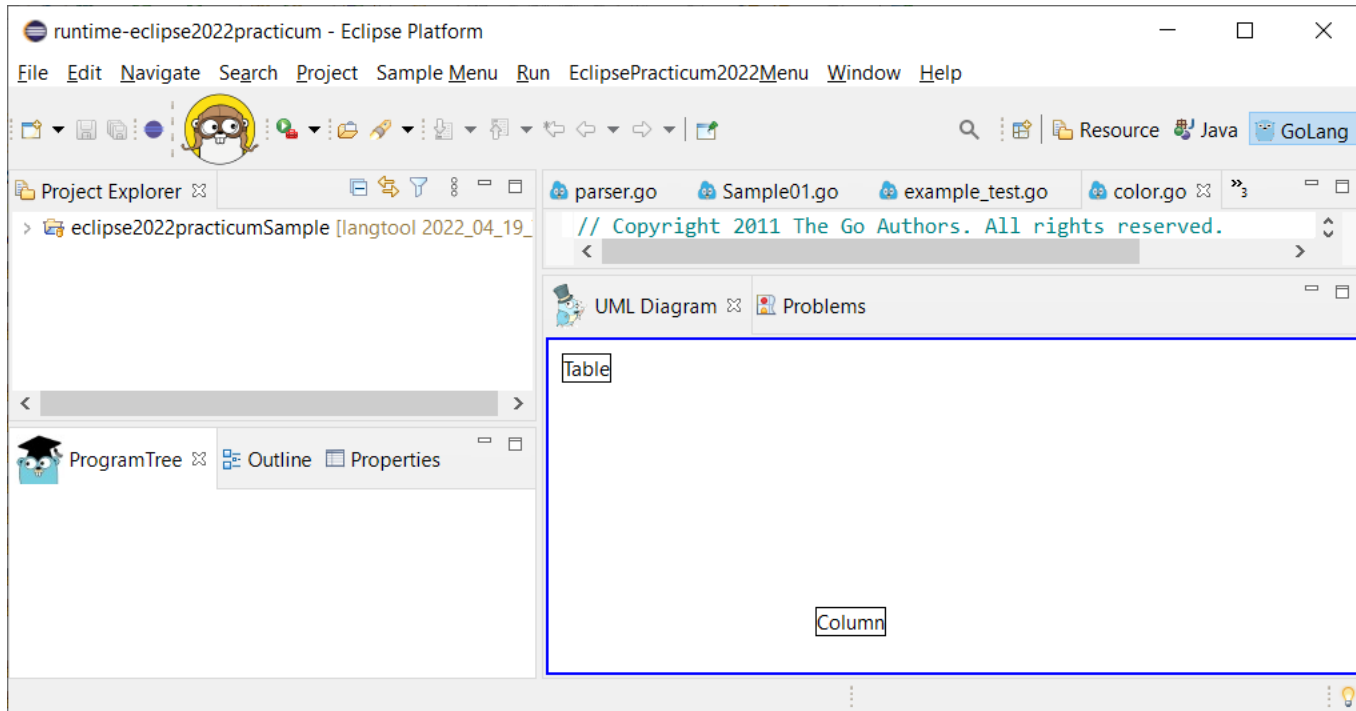 runtime-eclipse2022practicum - Eclipse Platform
File Edit Navigate Search Project Sample Menu Run EclipsePracticum2022Menu Window Help
Resource Java GoLang
Project Explorer
eclipse2022practicumSample [langtool 2022_04_19_
parser.go Sample01.go example_test.go color.go »3
// Copyright 2011 The Go Authors. All rights reserved.
UML Diagram Problems
Table
Column
ProgramTree Outline Properties